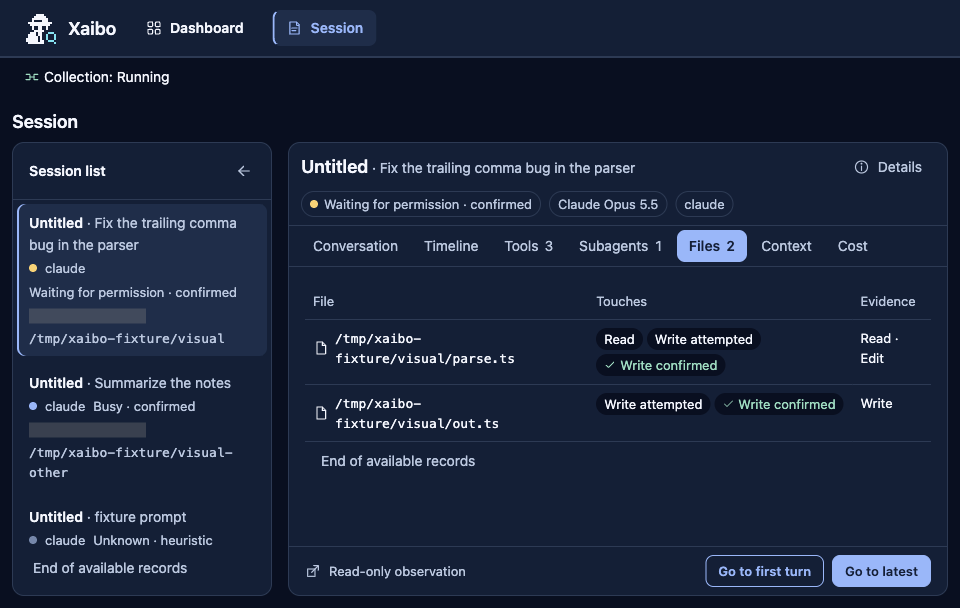 Xaibo
Dashboard
Session
Collection: Running
Session
Session list
Untitled · Fix the trailing comma
bug in the parser
claude
Waiting for permission · confirmed
/tmp/xaibo-fixture/visual
Untitled · Summarize the notes
claude Busy · confirmed
/tmp/xaibo-fixture/visual-
other
Untitled · fixture prompt
claude Unknown · heuristic
End of available records
Untitled · Fix the trailing comma bug in the parser
Details
Waiting for permission · confirmed
Claude Opus 5.5
claude
Conversation
Timeline
Tools 3
Subagents 1
Files 2
Context
Cost
File
Touches
Evidence
/tmp/xaibo-
fixture/visual/parse.ts
Read
Write attempted
Write confirmed
Read ·
Edit
/tmp/xaibo-
fixture/visual/out.ts
Write attempted
Write confirmed
Write
End of available records
Read-only observation
Go to first turn
Go to latest